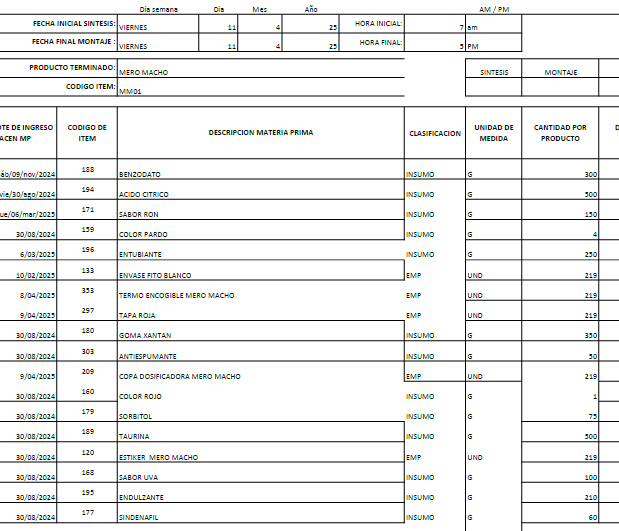 Dia semana Dia Mes Año AM / PM
FECHA INICIAL SINTESIS: VIERNES 11 4 25 HORA INICIAL: 7 am
FECHA FINAL MONTAJE : VIERNES 11 4 25 HORA FINAL: 5 PM
PRODUCTO TERMINADO: MERO MACHO SINTESIS MONTAJE
CODIGO ITEM: MM01
OTE DE INGRESO CODIGO DE DESCRIPCION MATERIA PRIMA CLASIFICACION UNIDAD DE CANTIDAD POR D
ACEN MP ITEM MEDIDA PRODUCTO
áb/09/nov/2024 188 BENZODATO INSUMO G 300
vie/30/ago/2024 194 ACIDO CITRICO INSUMO G 500
ue/06/mar/2025 171 SABOR RON INSUMO G 150
30/08/2024 159 COLOR PARDO INSUMO G 4
6/03/2025 196 ENTUBIANTE INSUMO G 250
10/02/2025 133 ENVASE FITO BLANCO EMP UND 219
8/04/2025 353 TERMO ENCOGIBLE MERO MACHO EMP UND 219
9/04/2025 297 TAPA ROJA EMP UND 219
30/08/2024 180 GOMA XANTAN INSUMO G 350
30/08/2024 303 ANTIESPUMANTE INSUMO G 50
9/04/2025 209 COPA DOSIFICADORA MERO MACHO EMP UND 219
30/08/2024 160 COLOR ROJO INSUMO G 1
30/08/2024 179 SORBITOL INSUMO G 75
30/08/2024 189 TAURINA INSUMO G 500
30/08/2024 120 ESTIKER MERO MACHO EMP UND 219
30/08/2024 168 SABOR UVA INSUMO G 100
30/08/2024 195 ENDULZANTE INSUMO G 210
30/08/2024 177 SINDENAFIL INSUMO G 60